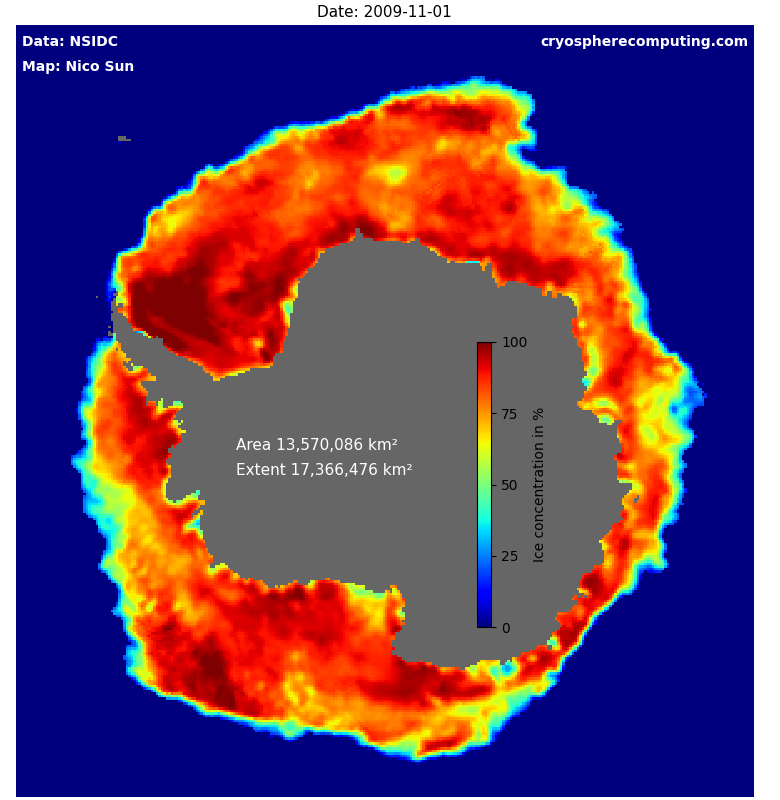 Date: 2009-11-01
Data: NSIDC
cryospherecomputing.com
Map: Nico Sun
100
75
50
25
0
Ice concentration in %
Area 13,570,086 km²
Extent 17,366,476 km²